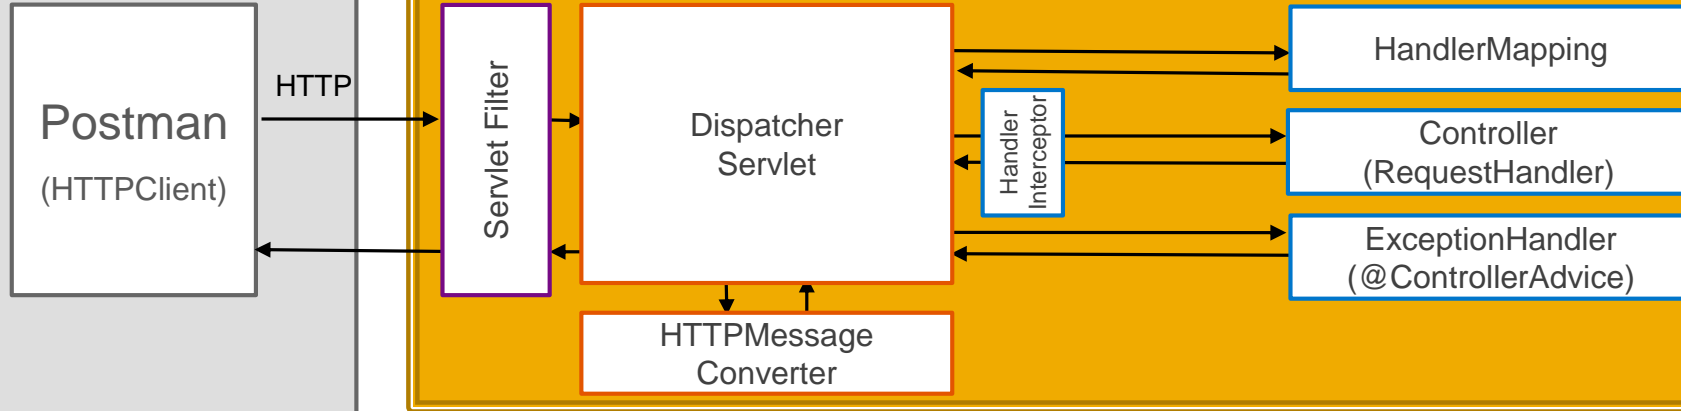 Postman
(HTTPClient)
HTTP
Servlet Filter
Dispatcher
Servlet
HTTPMessage
Converter
Handler
Interceptor
HandlerMapping
Controller
(RequestHandler)
ExceptionHandler
(@ControllerAdvice)